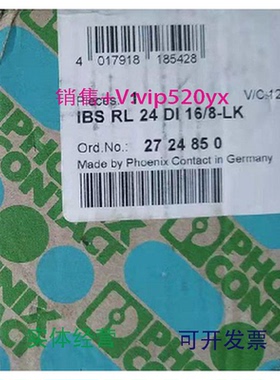 4 017918 185428
销售+Vvip520yx
Pieces 1 V/C-12
IBS RL 24 DI 16/8-LK
Ord.No.: 27 24 85 0
Made by Phoenix Contact in Germany
PHOENIX
CONTACT
PHOENIX
CONTACT
实体经营
可开发票